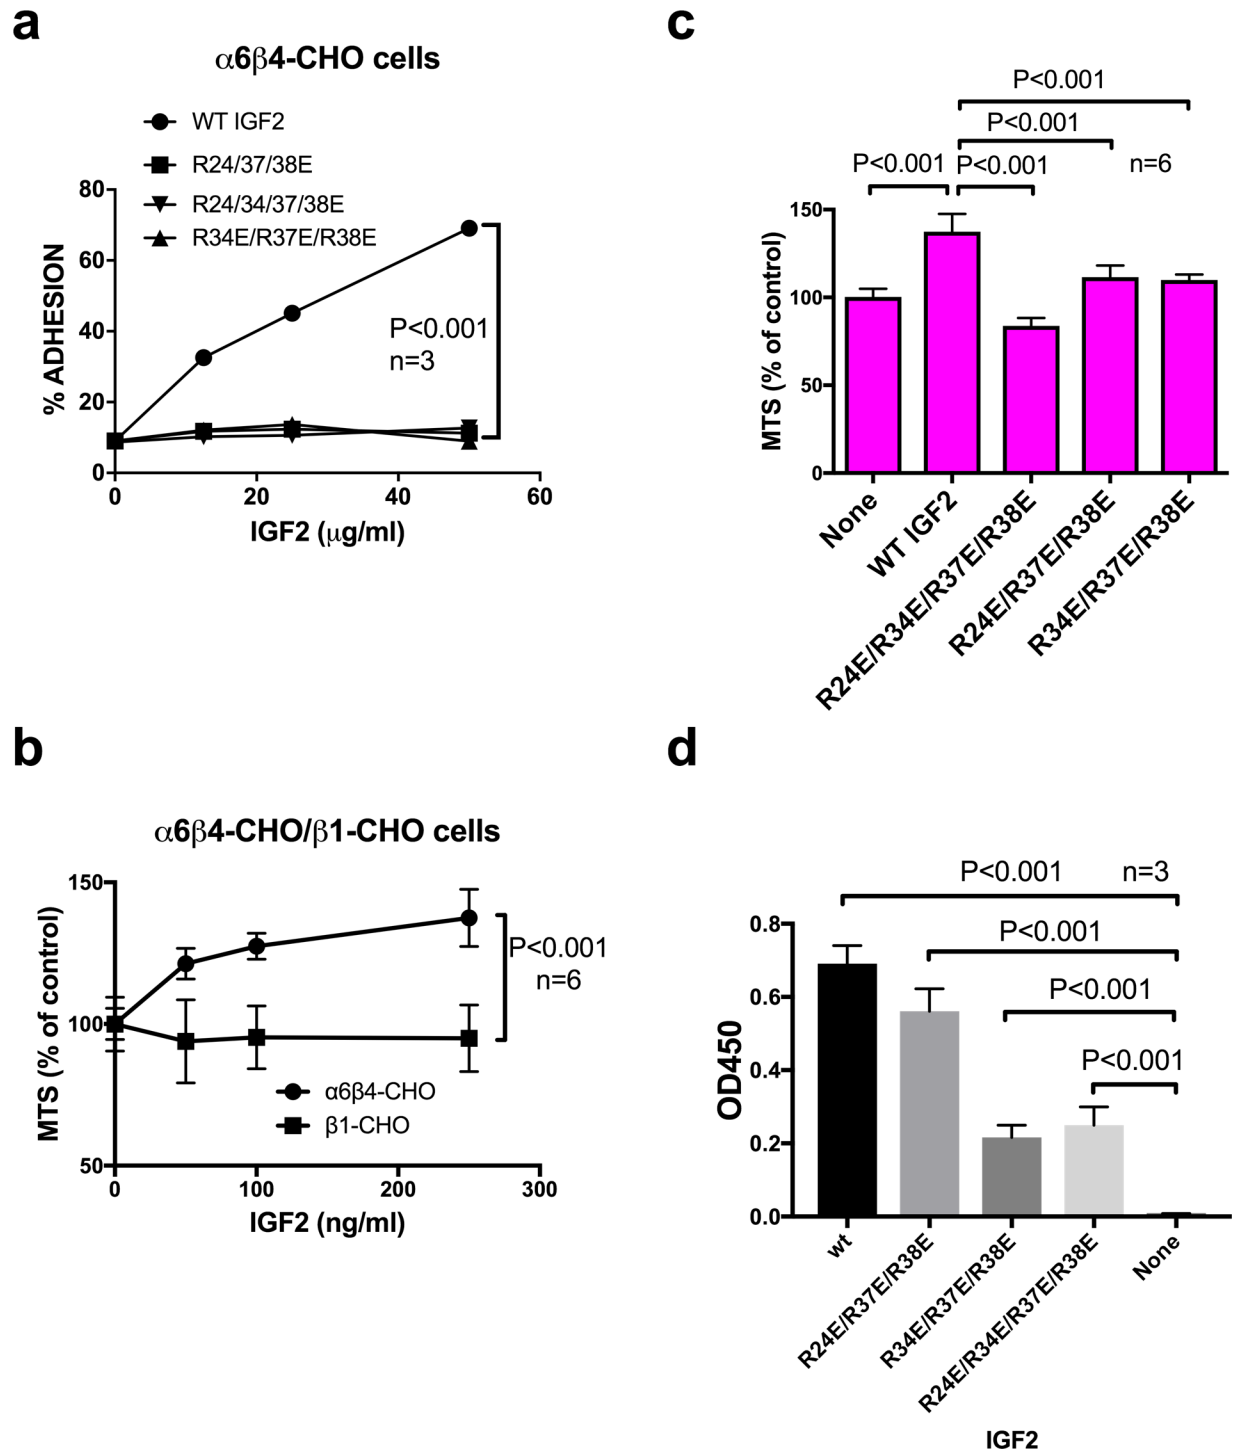 a
α6β4-CHO cells
WT IGF2
R24/37/38E
R24/34/37/38E
R34E/R37E/R38E
80
60
40
20
0
% ADHESION
P<0.001
n=3
0 20 40 60
IGF2 (μg/ml)
c
P<0.001
P<0.001
P<0.001 P<0.001 n=6
150
100
50
0
MTS (% of control)
None
WT IGF2
R24E/R34E/R37E/R38E
R24E/R37E/R38E
R34E/R37E/R38E
b
α6β4-CHO/β1-CHO cells
150
100
50
MTS (% of control)
P<0.001
n=6
α6β4-CHO
β1-CHO
0 100 200 300
IGF2 (ng/ml)
d
P<0.001 n=3
P<0.001
P<0.001
P<0.001
0.8
0.6
0.4
0.2
0.0
OD450
wt
R24E/R37E/R38E
R34E/R37E/R38E
R24E/R34E/R37E/R38E
None
IGF2